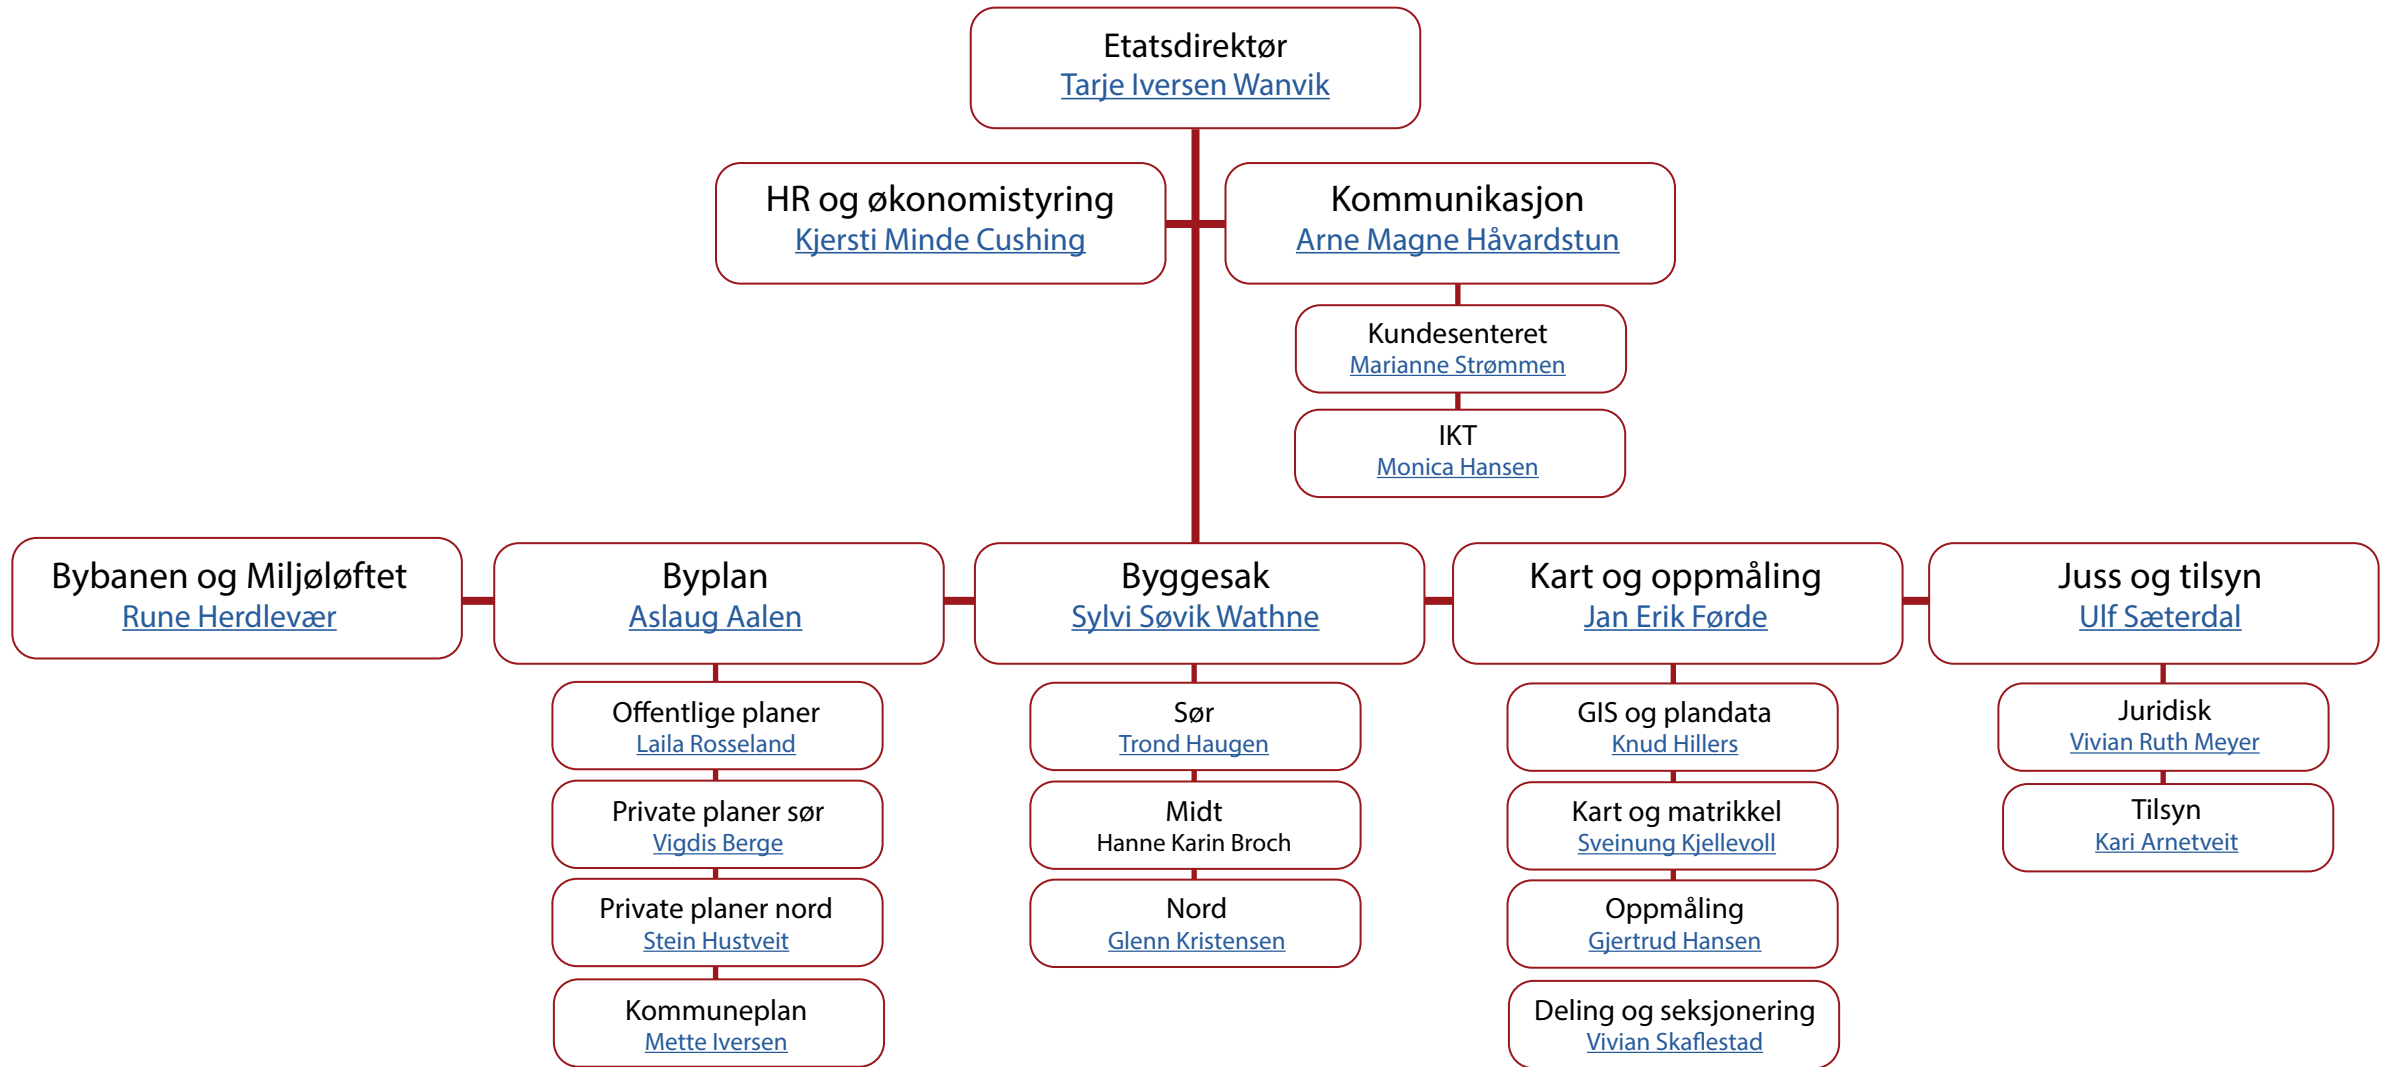 Etatsdirektør
Tarje Iversen Wanvik
HR og økonomistyring
Kjersti Minde Cushing
Kommunikasjon
Arne Magne Håvardstun
Kundesenteret
Marianne Strømmen
IKT
Monica Hansen
Bybanen og Miljøløftet
Rune Herdlevær
Byplan
Aslaug Aalen
Offentlige planer
Laila Rosseland
Private planer sør
Vigdis Berge
Private planer nord
Stein Hustveit
Kommuneplan
Mette Iversen
Byggesak
Sylvi Søvik Wathne
Sør
Trond Haugen
Midt
Hanne Karin Broch
Nord
Glenn Kristensen
Kart og oppmåling
Jan Erik Førde
GIS og plandata
Knud Hillers
Kart og matrikkel
Sveinung Kjellevoll
Oppmåling
Gjertrud Hansen
Deling og seksjonering
Vivian Skaflestad
Juss og tilsyn
Ulf Sæterdal
Juridisk
Vivian Ruth Meyer
Tilsyn
Kari Arnetveit